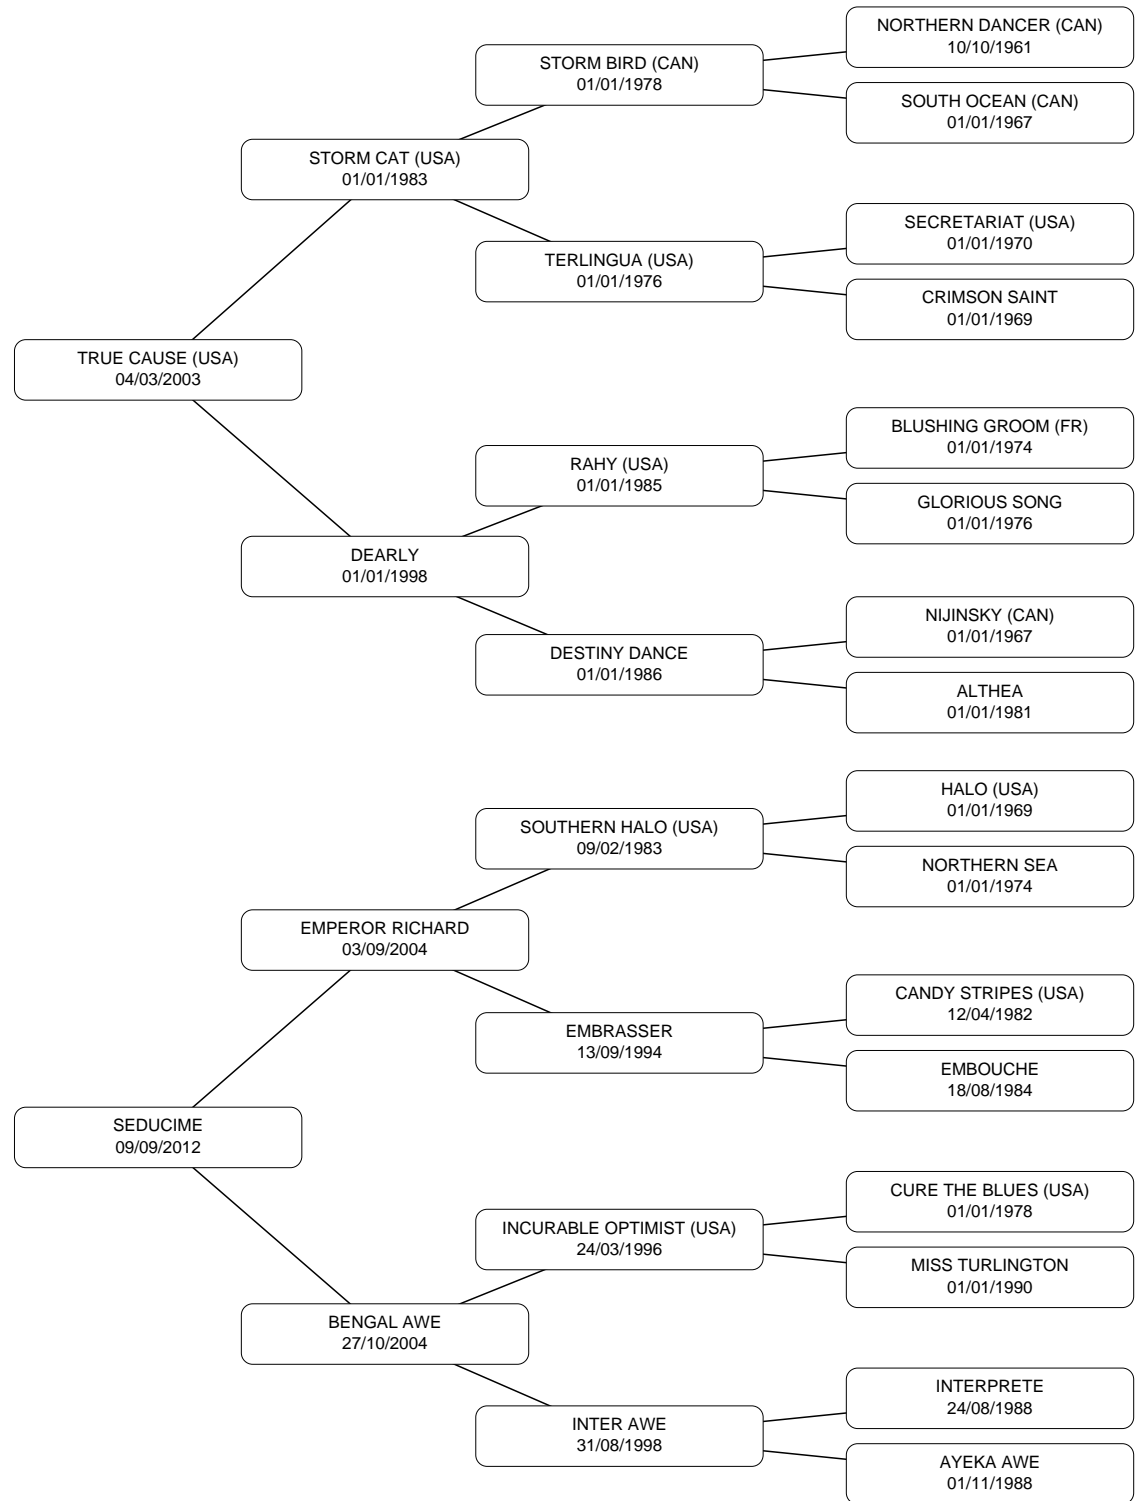 NORTHERN DANCER (CAN)
10/10/1961
STORM BIRD (CAN)
01/01/1978
SOUTH OCEAN (CAN)
01/01/1967
STORM CAT (USA)
01/01/1983
SECRETARIAT (USA)
01/01/1970
TERLINGUA (USA)
01/01/1976
CRIMSON SAINT
01/01/1969
TRUE CAUSE (USA)
04/03/2003
BLUSHING GROOM (FR)
01/01/1974
RAHY (USA)
01/01/1985
GLORIOUS SONG
01/01/1976
DEARLY
01/01/1998
NIJINSKY (CAN)
01/01/1967
DESTINY DANCE
01/01/1986
ALTHEA
01/01/1981
HALO (USA)
01/01/1969
SOUTHERN HALO (USA)
09/02/1983
NORTHERN SEA
01/01/1974
EMPEROR RICHARD
03/09/2004
CANDY STRIPES (USA)
12/04/1982
EMBRASSER
13/09/1994
EMBOUCHE
18/08/1984
SEDUCIME
09/09/2012
CURE THE BLUES (USA)
01/01/1978
INCURABLE OPTIMIST (USA)
24/03/1996
MISS TURLINGTON
01/01/1990
BENGAL AWE
27/10/2004
INTERPRETE
24/08/1988
INTER AWE
31/08/1998
AYEKA AWE
01/11/1988